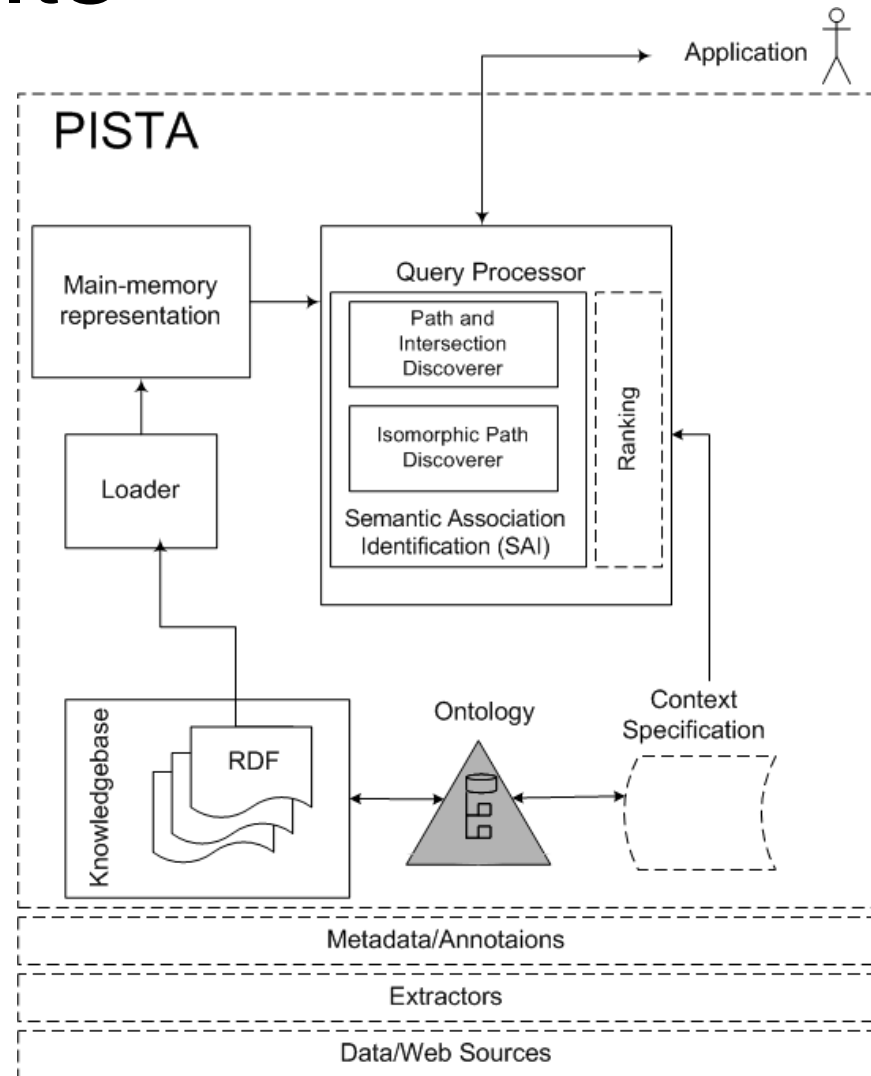 Application
PISTA
Main-memory
representation
Query Processor
Path and
Intersection
Discoverer
Isomorphic Path
Discoverer
Semantic Association
Identification (SAI)
Ranking
Loader
Knowledgebase
RDF
Ontology
Context
Specification
Metadata/Annotaions
Extractors
Data/Web Sources